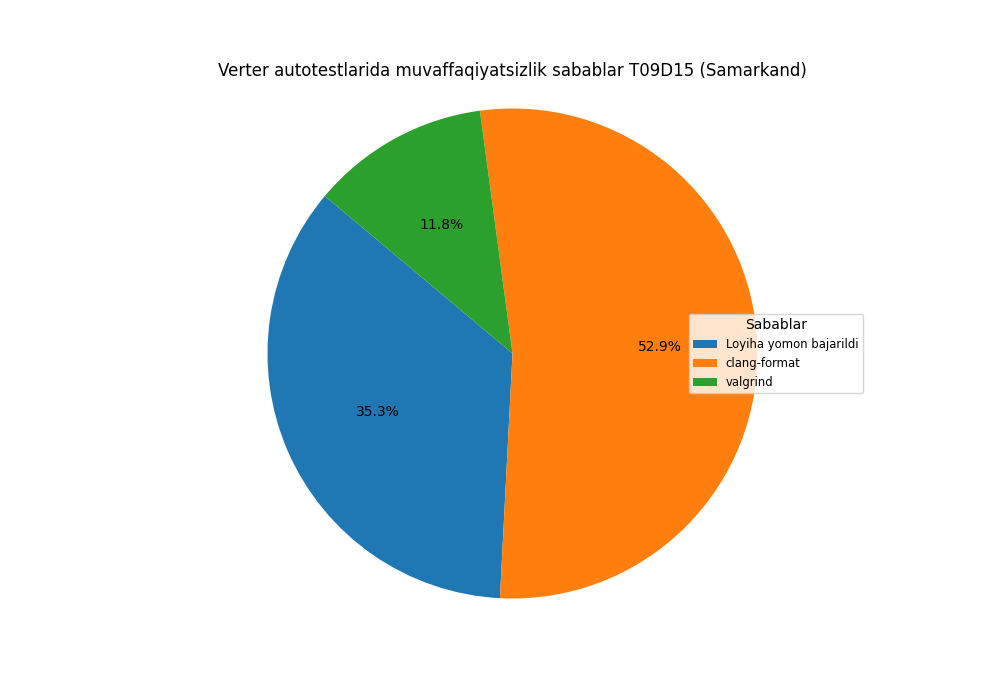 Verter autotestlarida muvaffaqiyatsizlik sabablar T09D15 (Samarkand)
11.8%
52.9%
35.3%
Sabablar
Loyiha yomon bajarildi
clang-format
valgrind